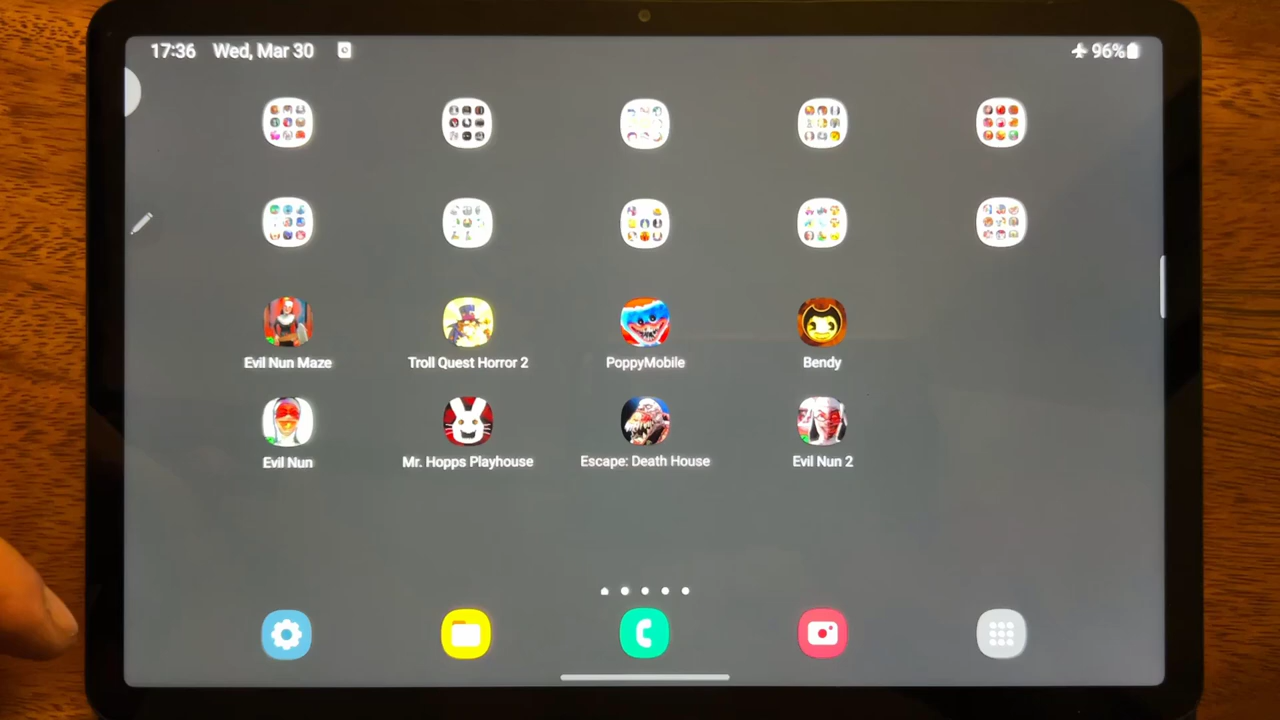 17:36 Wed, Mar 30 96%
Evil Nun Maze Troll Quest Horror 2 PoppyMobile Bendy
Evil Nun Mr. Hopps Playhouse Escape: Death House Evil Nun 2